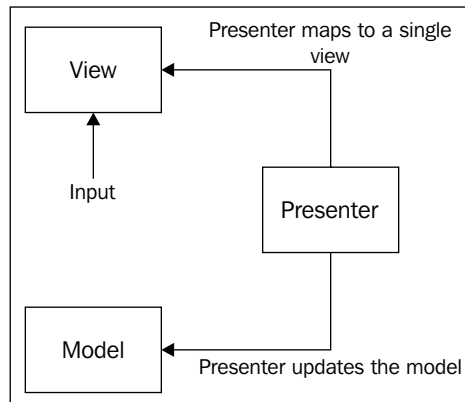 Presenter maps to a single
view
View
Input
Presenter
Model
Presenter updates the model